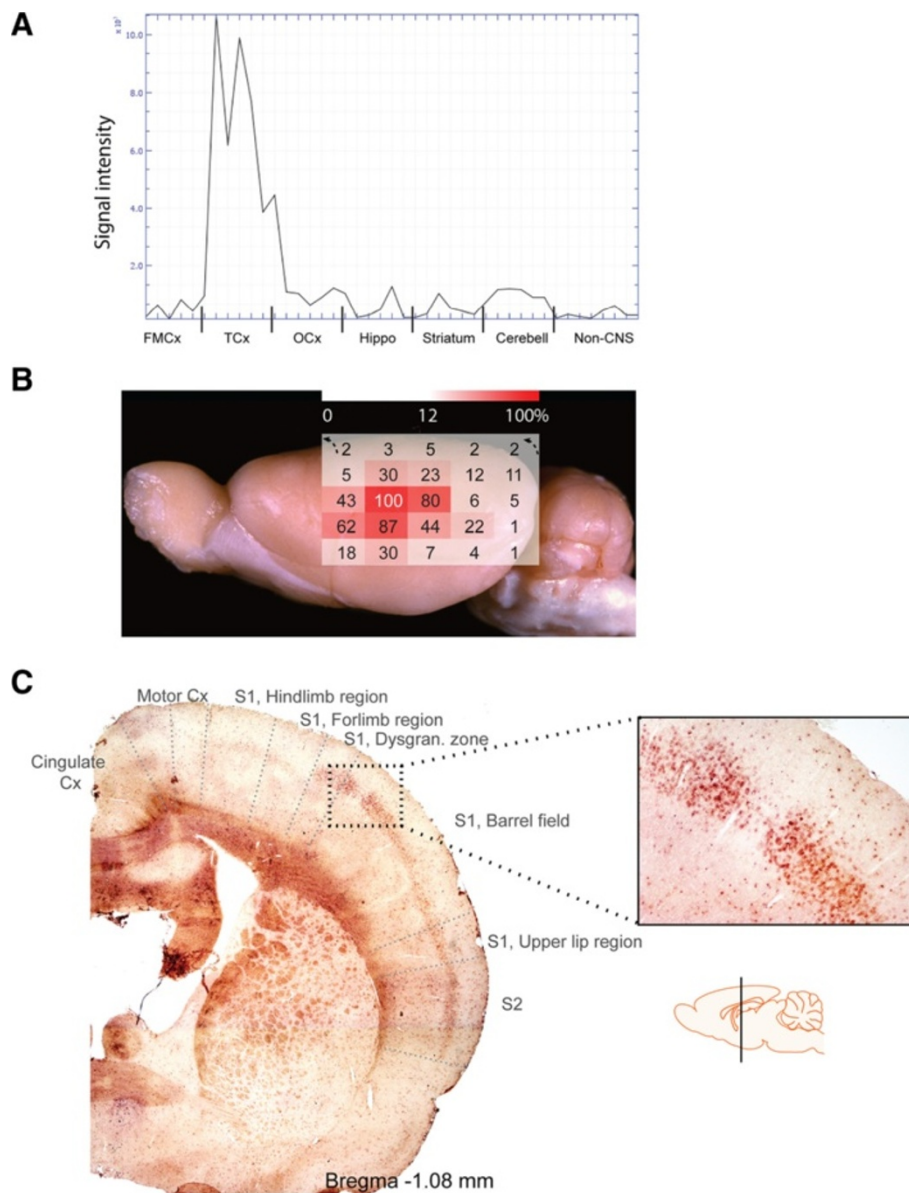 A
x 10³
10.0
8.0
6.0
4.0
2.0
Signal intensity
FMCx TCx OCx Hippo Striatum Cerebell Non-CNS
B
0 12 100%
2 3 5 2 2
5 30 23 12 11
43 100 80 6 5
62 87 44 22 1
18 30 7 4 1
C
Motor Cx
S1, Hindlimb region
S1, Forlimb region
S1, Dysgran. zone
Cingulate
Cx
S1, Barrel field
S1, Upper lip region
S2
Bregma -1.08 mm